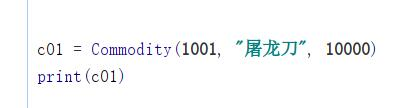 c01 = Commodity(1001, "屠龙刀", 10000)
print(c01)